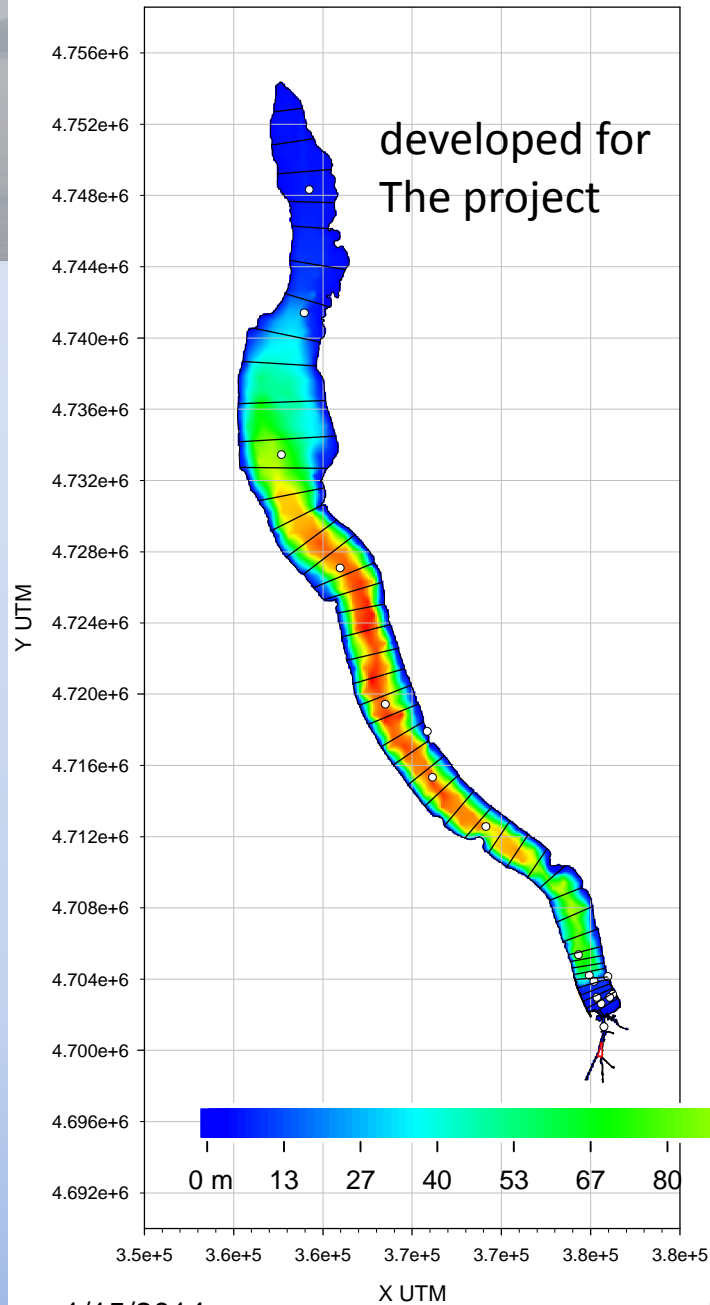 developed for
The project
4.756e+6
4.752e+6
4.748e+6
4.744e+6
4.740e+6
4.736e+6
4.732e+6
4.728e+6
4.724e+6
4.720e+6
4.716e+6
4.712e+6
4.708e+6
4.704e+6
4.700e+6
4.696e+6
4.692e+6
Y UTM
0 m 13 27 40 53 67 80
3.5e+5 3.6e+5 3.6e+5 3.7e+5 3.7e+5 3.8e+5 3.8e+5
X UTM